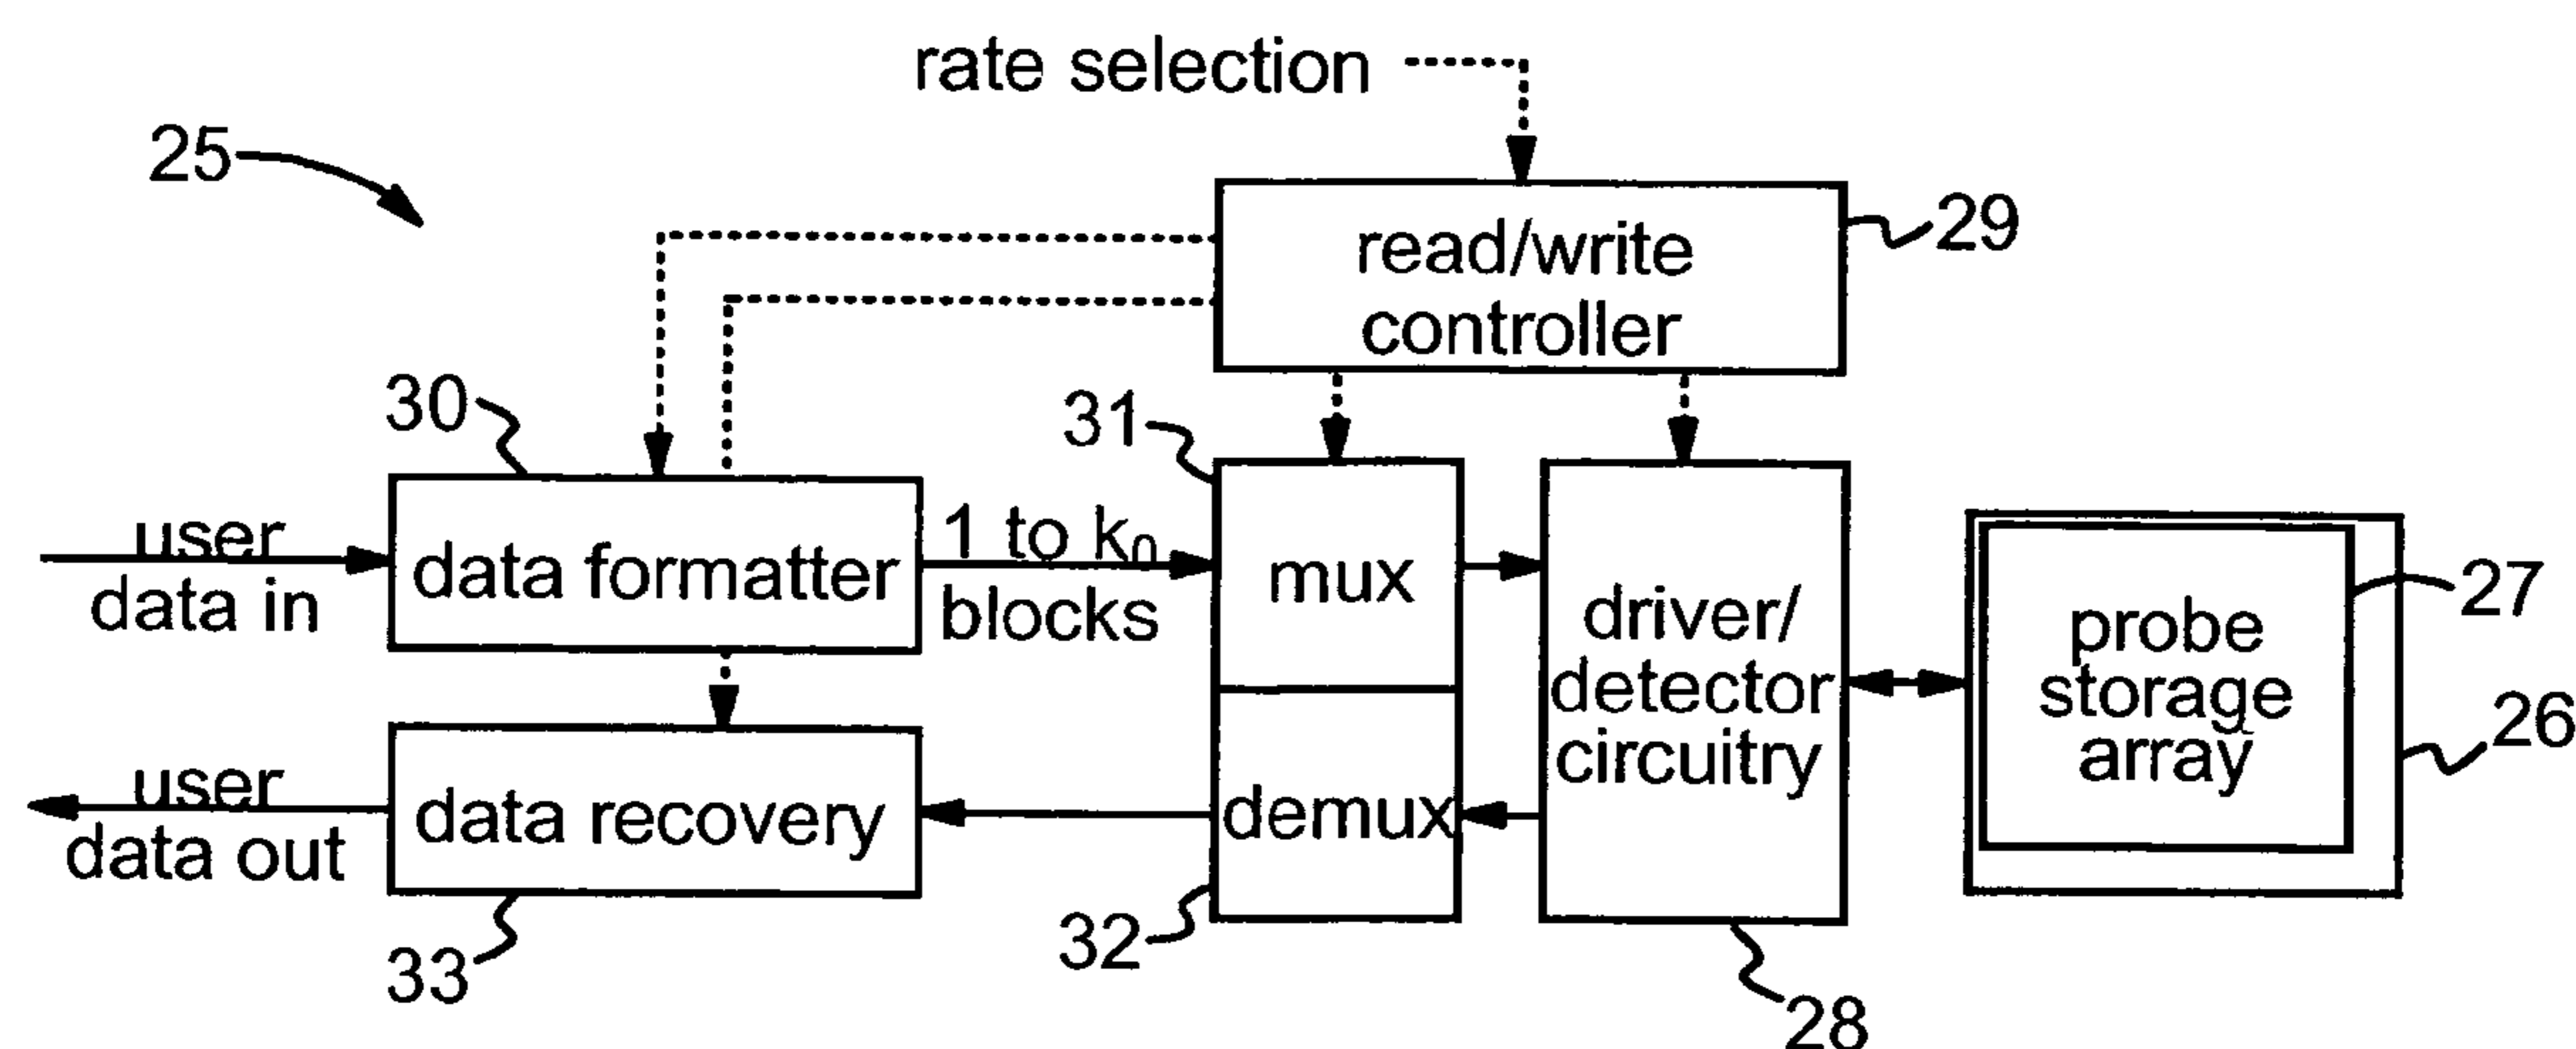 rate selection
25
29
read/write
controller
30
31
user
data in
data formatter
1 to k₀
blocks
mux
driver/
detector
circuitry
probe
storage
array
27
26
user
data out
data recovery
demux
33
32
28